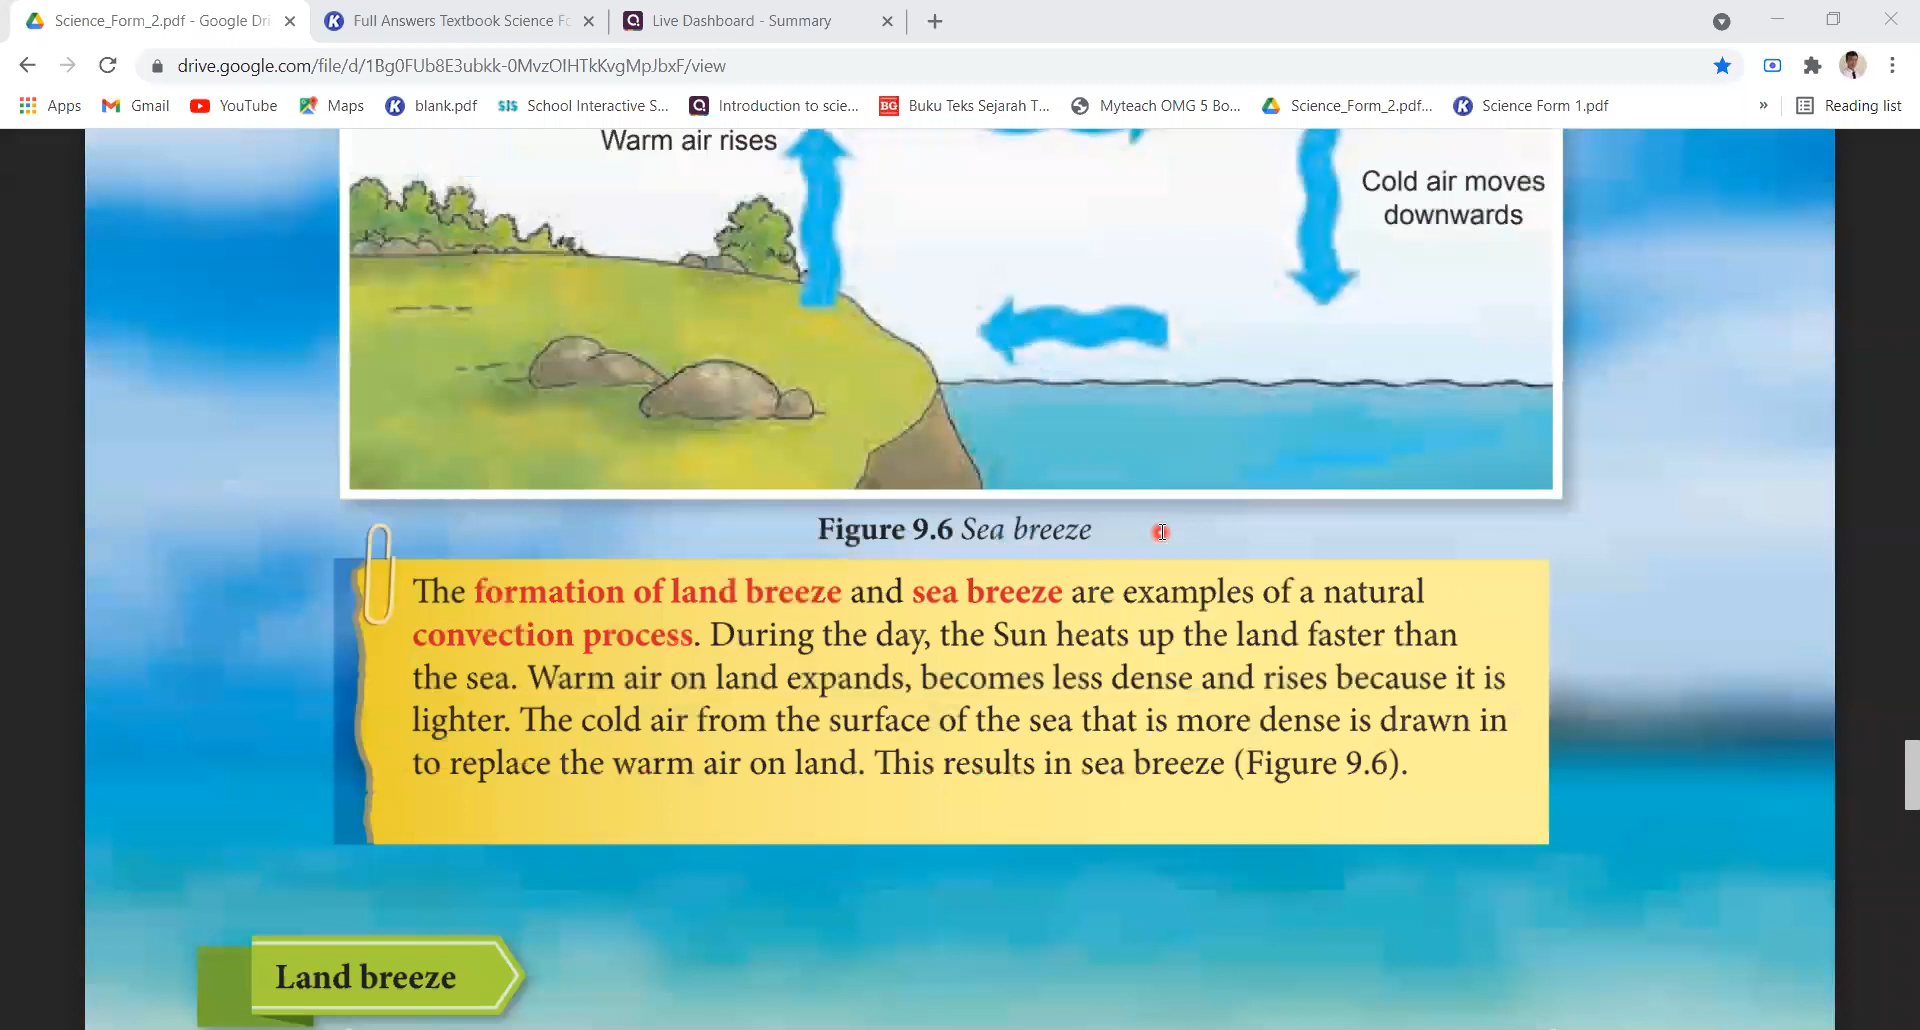 Science_Form_2.pdf - Google Dri
Full Answers Textbook Science Fo
Live Dashboard - Summary
drive.google.com/file/d/1Bg0FUb8E3ubkk-0MvzOIHTkKvgMpJbxF/view
Apps
Gmail
YouTube
Maps
blank.pdf
School Interactive S...
Introduction to scie...
Buku Teks Sejarah T...
Myteach OMG 5 Bo...
Science_Form_2.pdf...
Science Form 1.pdf
»
Reading list
Warm air rises
Cold air moves
downwards
Figure 9.6 Sea breeze
The formation of land breeze and sea breeze are examples of a natural
convection process. During the day, the Sun heats up the land faster than
the sea. Warm air on land expands, becomes less dense and rises because it is
lighter. The cold air from the surface of the sea that is more dense is drawn in
to replace the warm air on land. This results in sea breeze (Figure 9.6).
Land breeze